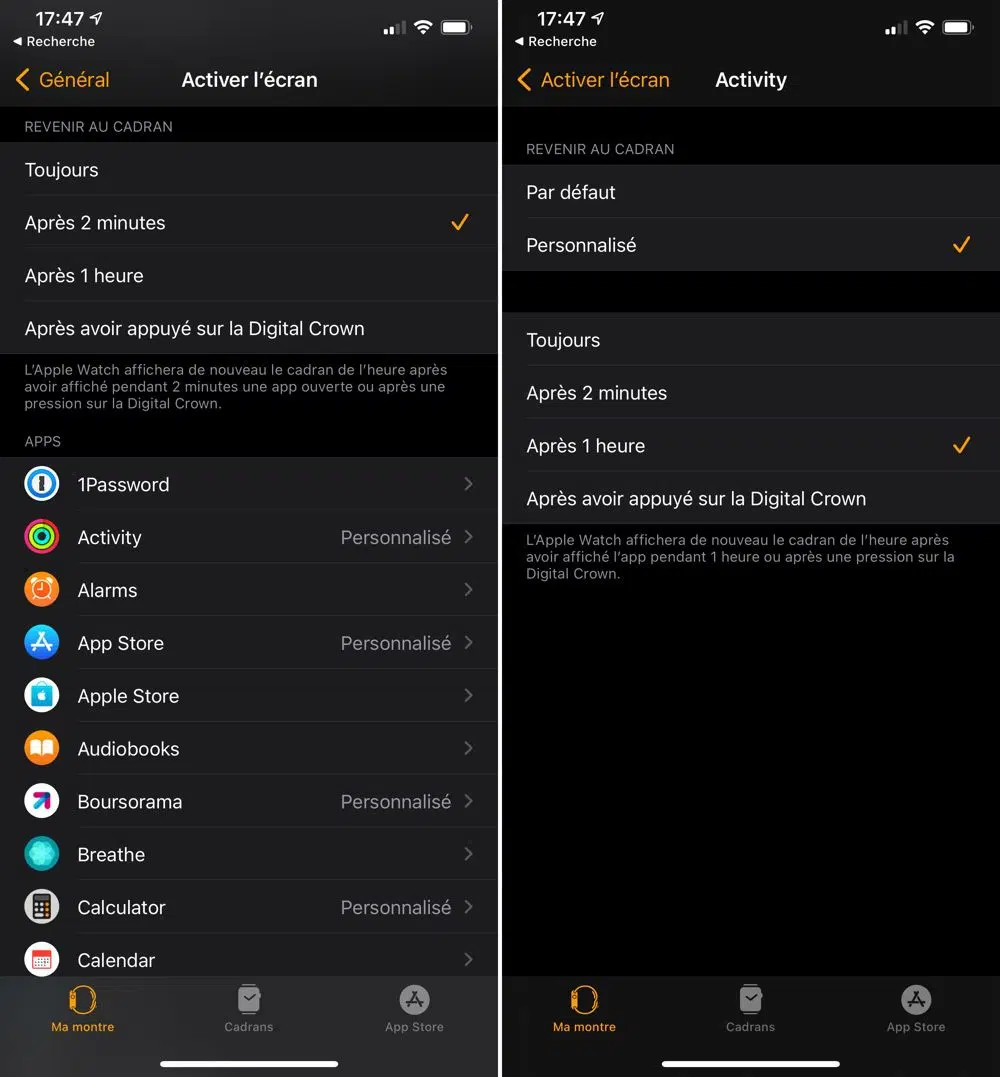 17:47
Recherche
Général
Activer l’écran
REVENIR AU CADRAN
Toujours
Après 2 minutes
Après 1 heure
Après avoir appuyé sur la Digital Crown
L’Apple Watch affichera de nouveau le cadran de l’heure après
avoir affiché pendant 2 minutes une app ouverte ou après une
pression sur la Digital Crown.
APPS
1Password
Activity Personnalisé
Alarms
App Store Personnalisé
Apple Store
Audiobooks
Boursorama Personnalisé
Breathe
Calculator Personnalisé
Calendar
Ma montre
Cadrans
App Store
17:47
Recherche
Activer l’écran
Activity
REVENIR AU CADRAN
Par défaut
Personnalisé
Toujours
Après 2 minutes
Après 1 heure
Après avoir appuyé sur la Digital Crown
L’Apple Watch affichera de nouveau le cadran de l’heure après
avoir affiché l’app pendant 1 heure ou après une pression sur la
Digital Crown.
Ma montre
Cadrans
App Store